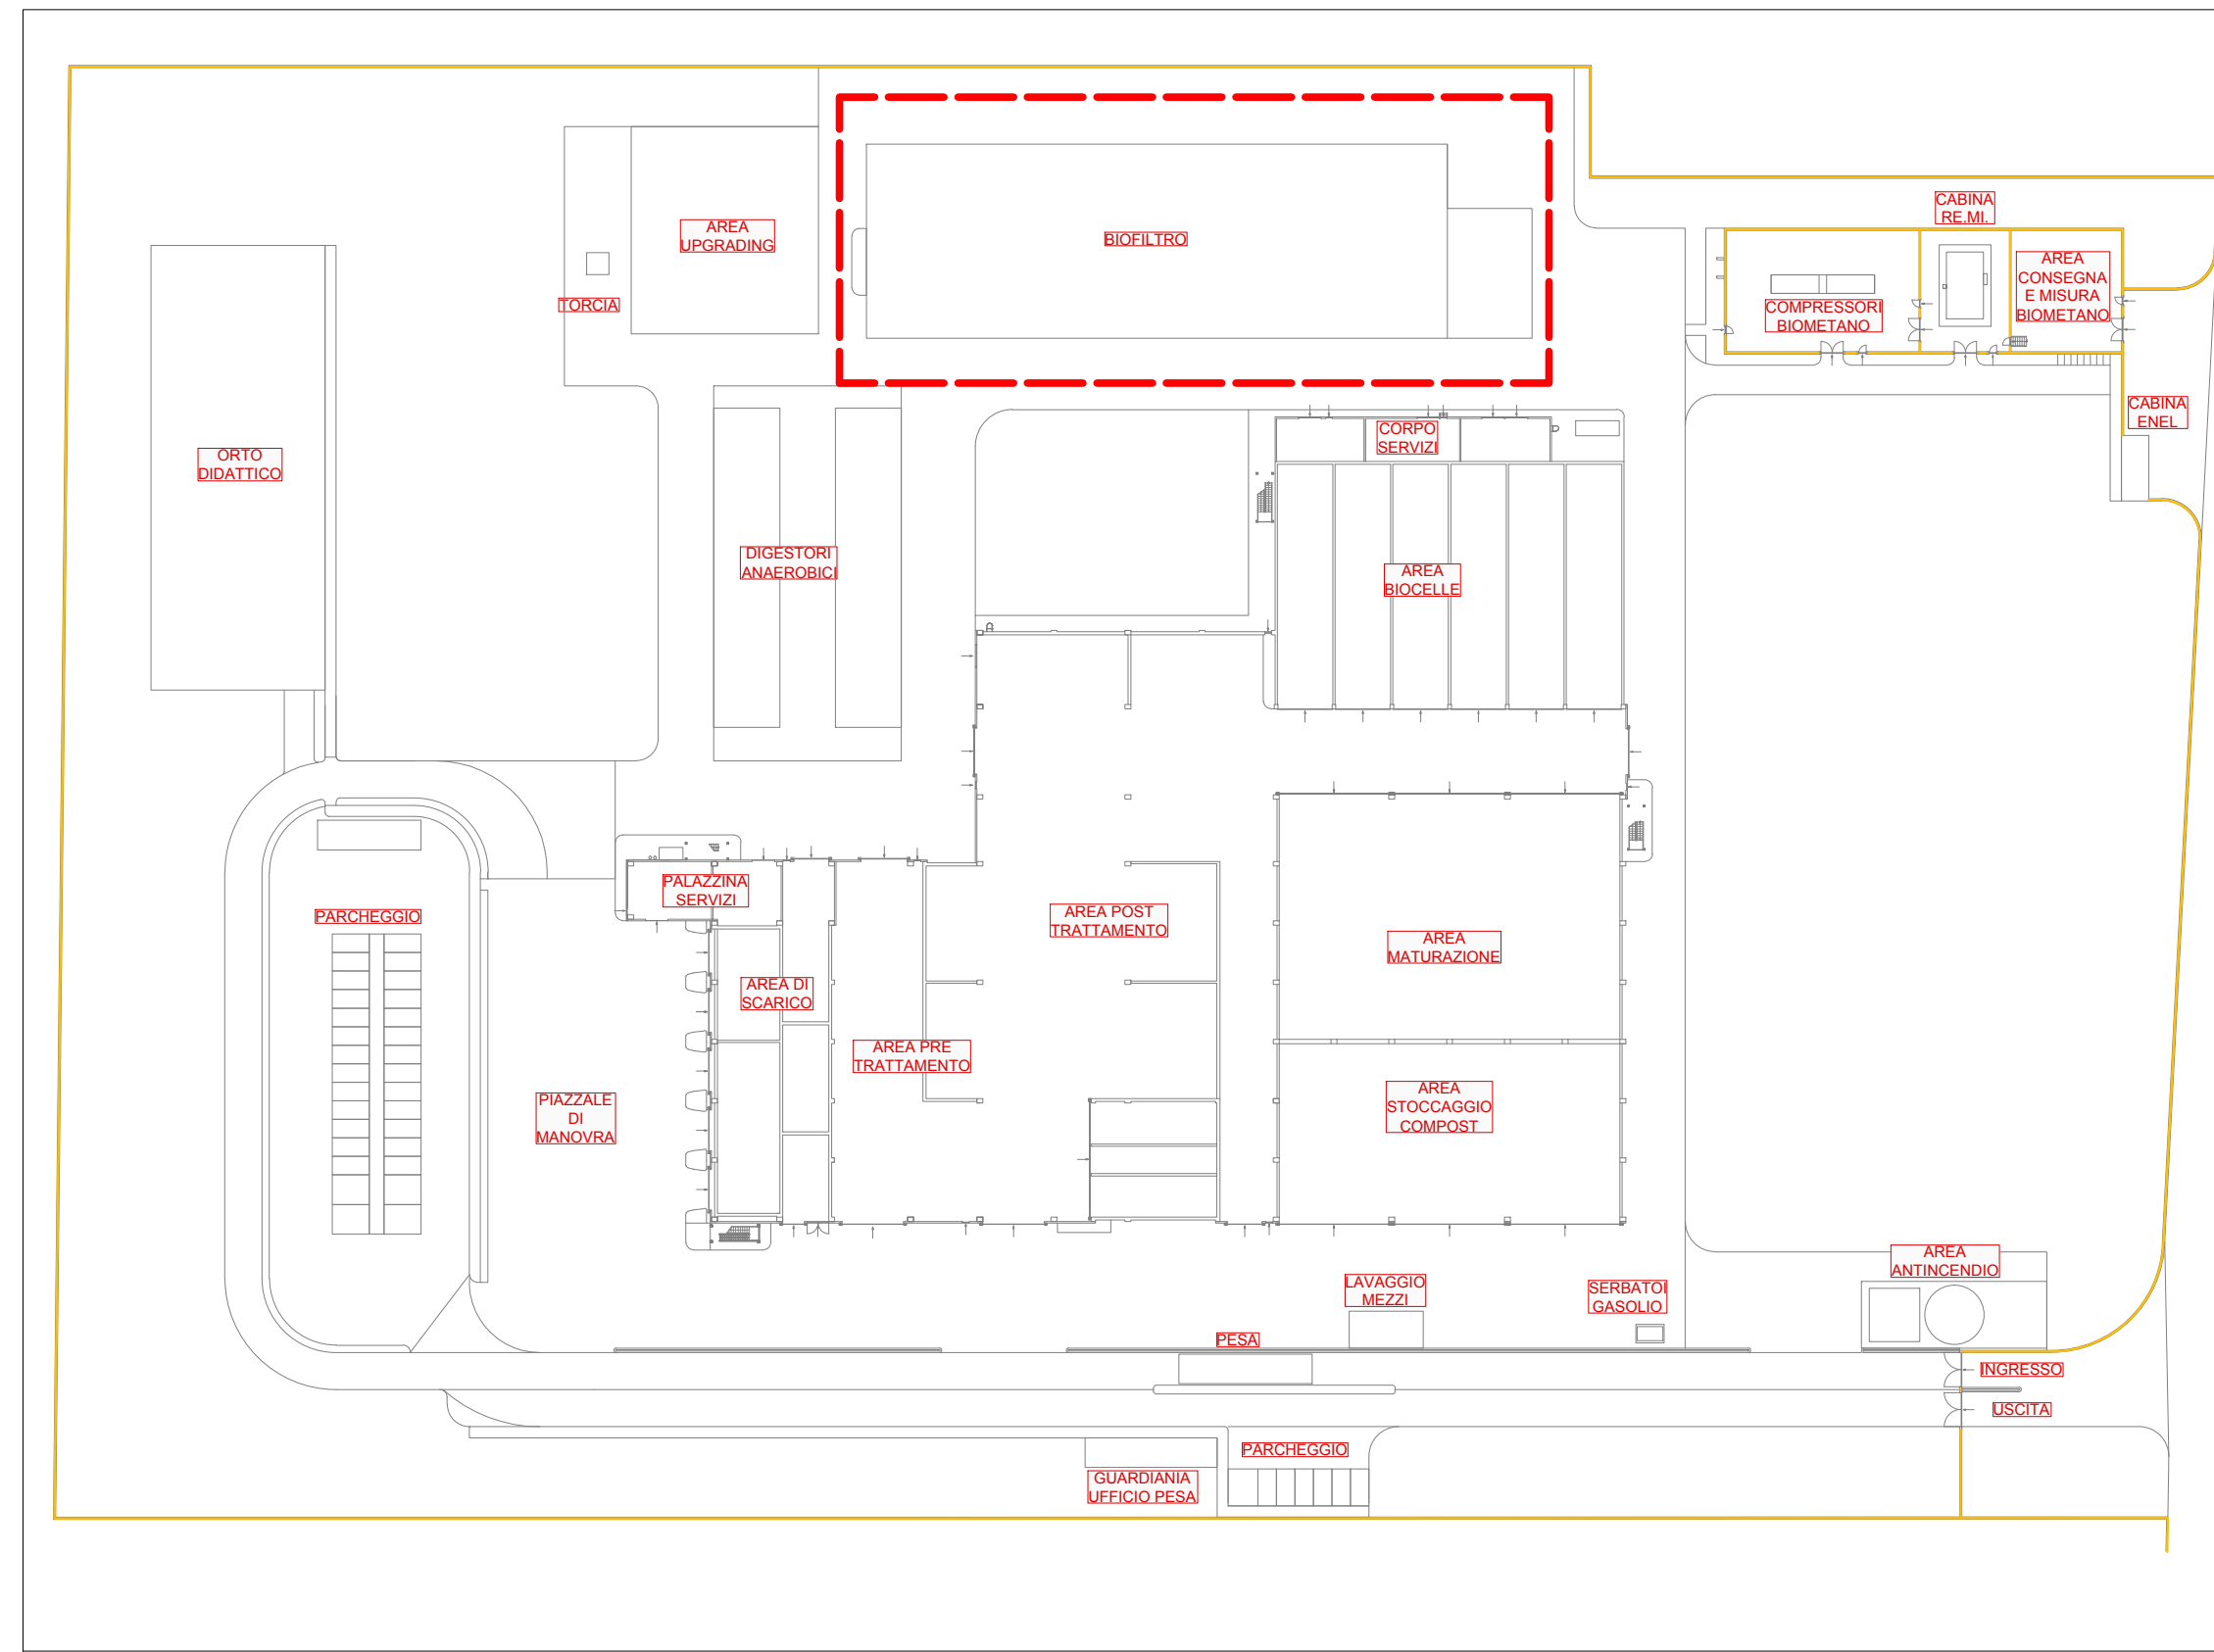 CABINA
RE.MI.
AREA
UPGRADING
BIOFILTRO
AREA
CONSEGNA
E MISURA
BIOMETANO
TORCIA
COMPRESSORI
BIOMETANO
CABINA
ENEL
CORPO
SERVIZI
ORTO
DIDATTICO
DIGESTORI
ANAEROBICI
AREA
BIOCELLE
PALAZZINA
SERVIZI
PARCHEGGIO
AREA POST
TRATTAMENTO
AREA
MATURAZIONE
AREA DI
SCARICO
AREA PRE
TRATTAMENTO
PIAZZALE
DI
MANOVRA
AREA
STOCCAGGIO
COMPOST
AREA
ANTINCENDIO
LAVAGGIO
MEZZI
SERBATOI
GASOLIO
PESA
INGRESSO
USCITA
PARCHEGGIO
GUARDIANIA
UFFICIO PESA